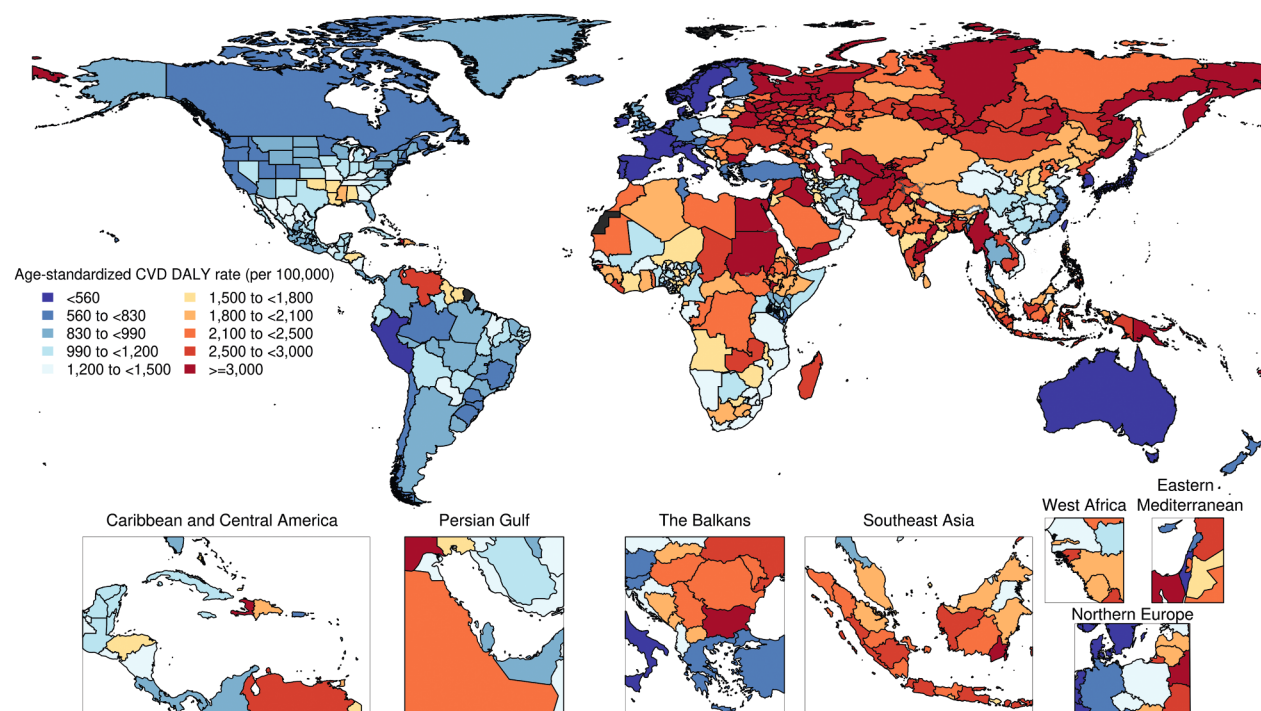 Age-standardized CVD DALY rate (per 100,000)
<560
560 to <830
830 to <990
990 to <1,200
1,200 to <1,500
1,500 to <1,800
1,800 to <2,100
2,100 to <2,500
2,500 to <3,000
>=3,000
Caribbean and Central America
Persian Gulf
The Balkans
Southeast Asia
West Africa
Eastern
Mediterranean
Northern Europe